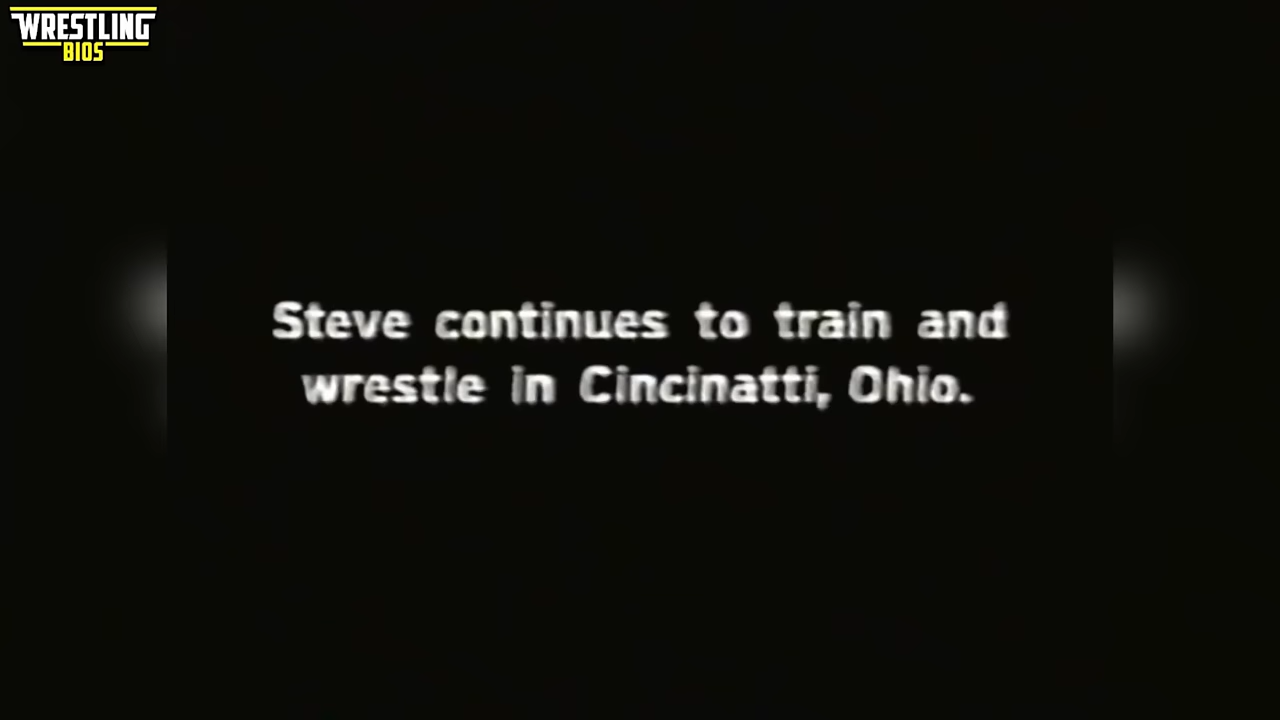 WRESTLING
BIOS
Steve continues to train and
wrestle in Cincinatti, Ohio.